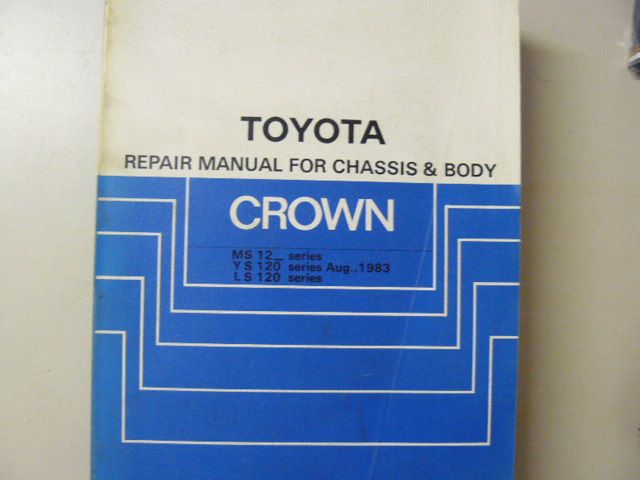 TOYOTA
REPAIR MANUAL FOR CHASSIS & BODY
CROWN
MS 12_ series
YS 120 series Aug.,1983
LS 120 series